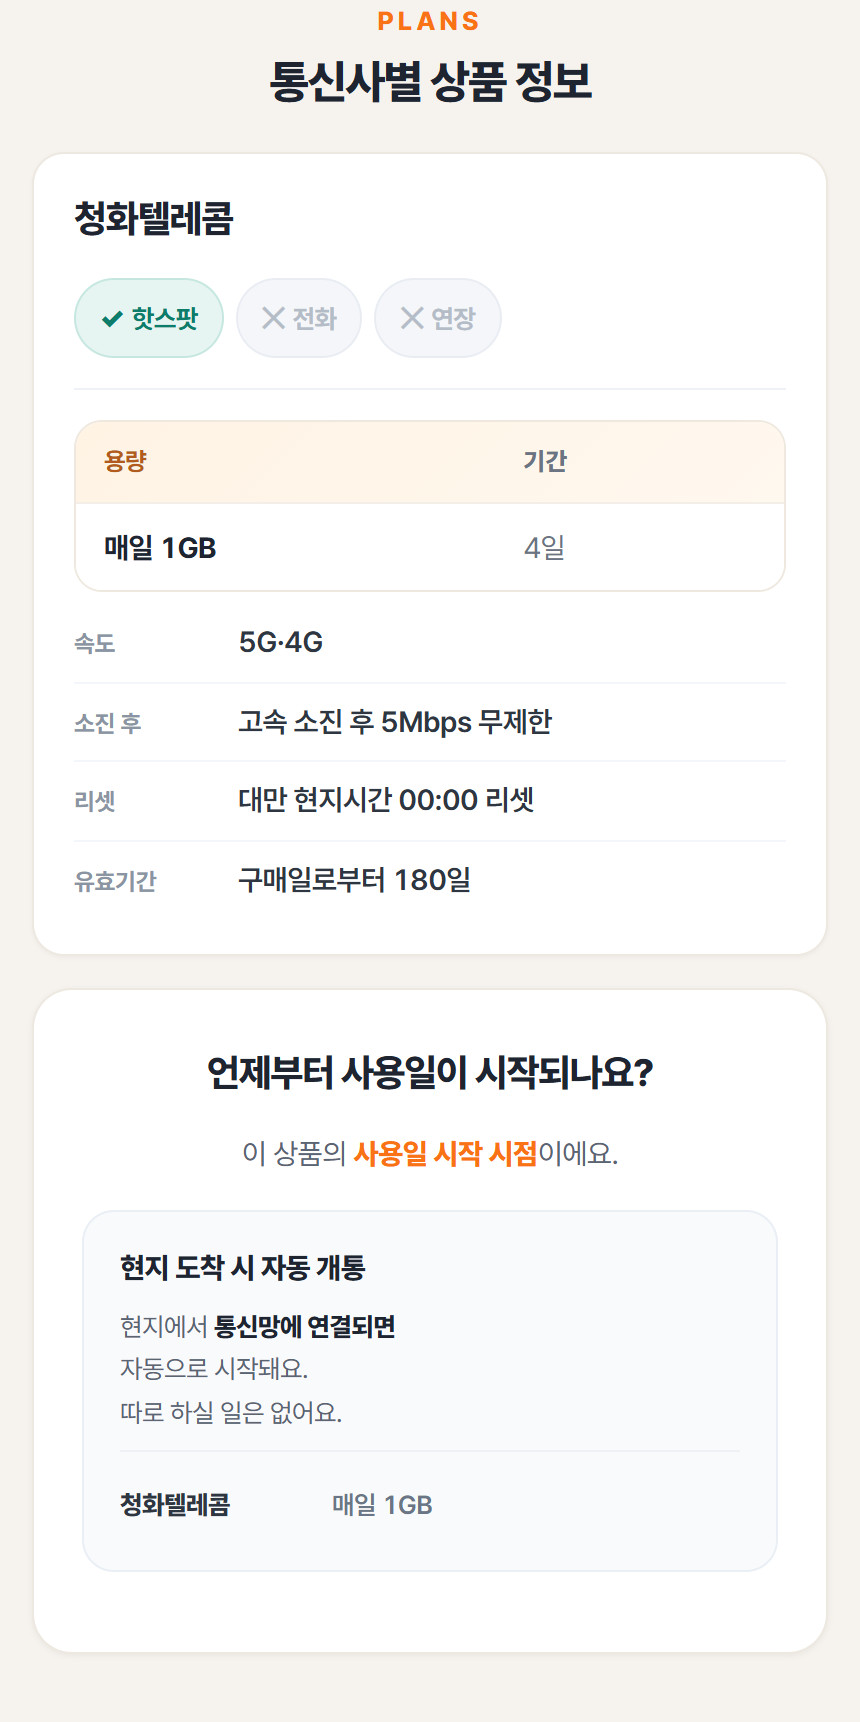 PLANS
통신사별 상품 정보
청화텔레콤
✓ 핫스팟 ✕ 전화 ✕ 연장
용량 기간
매일 1GB 4일
속도 5G·4G
소진 후 고속 소진 후 5Mbps 무제한
리셋 대만 현지시간 00:00 리셋
유효기간 구매일로부터 180일
언제부터 사용일이 시작되나요?
이 상품의 사용일 시작 시점이에요.
현지 도착 시 자동 개통
현지에서 통신망에 연결되면
자동으로 시작돼요.
따로 하실 일은 없어요.
청화텔레콤 매일 1GB